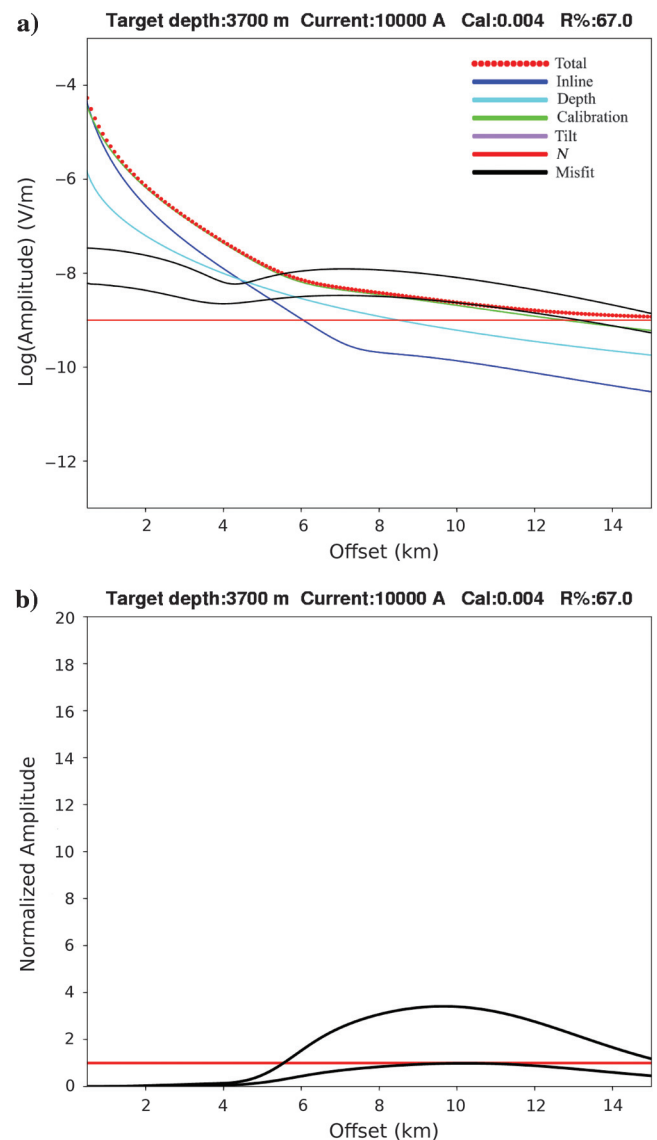 a)
Target depth:3700 m Current:10000 A Cal:0.004 R%:67.0
Total
Inline
Depth
Calibration
Tilt
N
Misfit
Log(Amplitude) (V/m)
−4
−6
−8
−10
−12
2 4 6 8 10 12 14
Offset (km)
b)
Target depth:3700 m Current:10000 A Cal:0.004 R%:67.0
Normalized Amplitude
20
18
16
14
12
10
8
6
4
2
0
2 4 6 8 10 12 14
Offset (km)